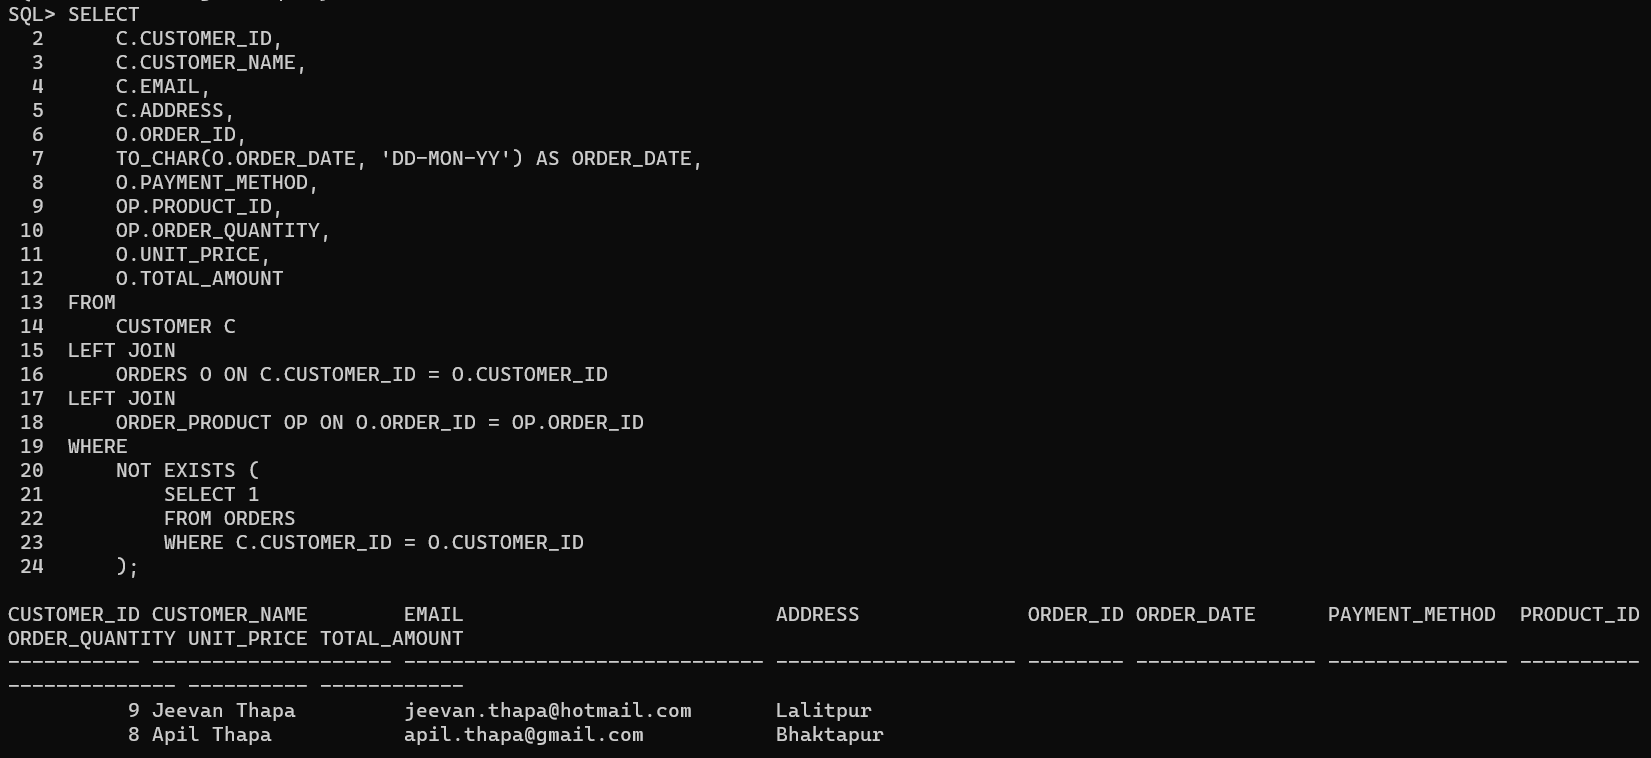 SQL> SELECT
  2      C.CUSTOMER_ID,
  3      C.CUSTOMER_NAME,
  4      C.EMAIL,
  5      C.ADDRESS,
  6      O.ORDER_ID,
  7      TO_CHAR(O.ORDER_DATE, 'DD-MON-YY') AS ORDER_DATE,
  8      O.PAYMENT_METHOD,
  9      OP.PRODUCT_ID,
 10      OP.ORDER_QUANTITY,
 11      O.UNIT_PRICE,
 12      O.TOTAL_AMOUNT
 13  FROM
 14      CUSTOMER C
 15  LEFT JOIN
 16      ORDERS O ON C.CUSTOMER_ID = O.CUSTOMER_ID
 17  LEFT JOIN
 18      ORDER_PRODUCT OP ON O.ORDER_ID = OP.ORDER_ID
 19  WHERE
 20      NOT EXISTS (
 21          SELECT 1
 22          FROM ORDERS
 23          WHERE C.CUSTOMER_ID = O.CUSTOMER_ID
 24      );

CUSTOMER_ID CUSTOMER_NAME        EMAIL                          ADDRESS              ORDER_ID ORDER_DATE      PAYMENT_METHOD  PRODUCT_ID
ORDER_QUANTITY UNIT_PRICE TOTAL_AMOUNT
----------- -------------------- ------------------------------ -------------------- -------- --------------- --------------- ----------
-------------- ---------- ------------
          9 Jeevan Thapa         jeevan.thapa@hotmail.com       Lalitpur
          8 Apil Thapa           apil.thapa@gmail.com           Bhaktapur